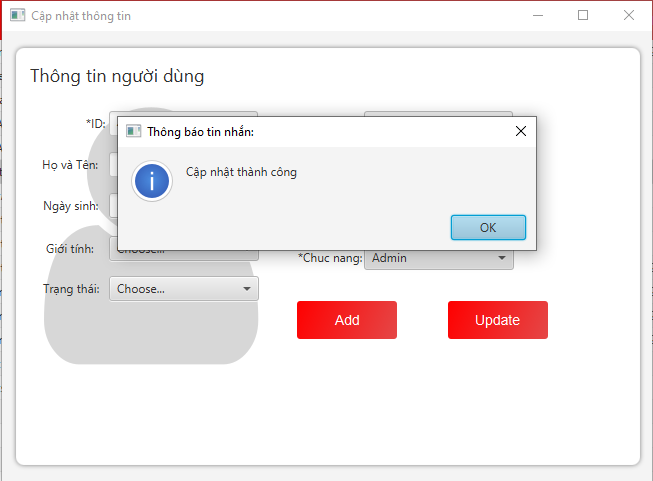 Cập nhật thông tin
Thông tin người dùng
*ID:
Thông báo tin nhắn:
Cập nhật thành công
OK
Họ và Tên:
Ngày sinh:
Giới tính:
Choose...
*Chuc nang:
Admin
Trạng thái:
Choose...
Add
Update